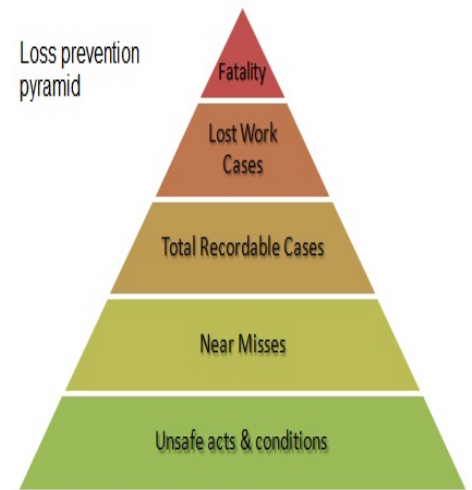 Loss prevention
pyramid
Fatality
Lost Work
Cases
Total Recordable Cases
Near Misses
Unsafe acts & conditions